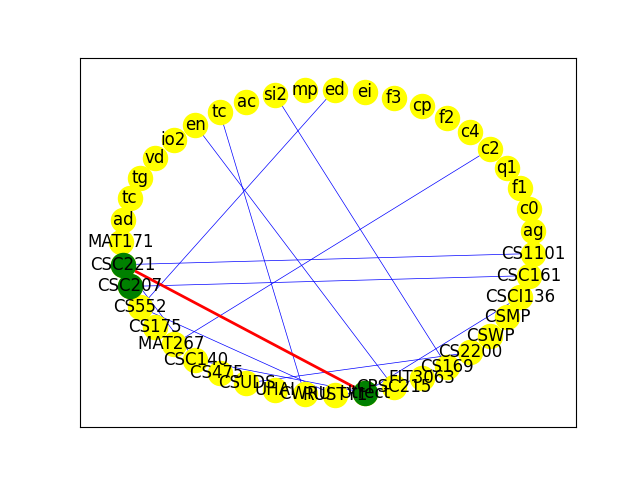 CS1101
ag
c0
f1
q1
c2
c4
f2
cp
f3
ei
ed
mp
si2
ac
tc
en
io2
vd
tg
tc
ad
MAT171
CSC221
CSC207
CS552
CS175
MAT267
CSC140
CS475
CSUDS
CWRU
CPSC215
FIT3063
CS169
CS2200
CSWP
CSMP
CSCI136
CSC161